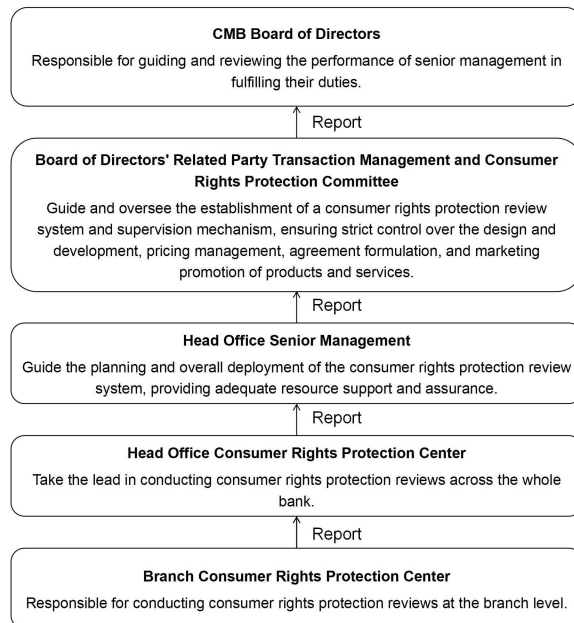 CMB Board of Directors
Responsible for guiding and reviewing the performance of senior management in
fulfilling their duties.
Report
Board of Directors' Related Party Transaction Management and Consumer
Rights Protection Committee
Guide and oversee the establishment of a consumer rights protection review
system and supervision mechanism, ensuring strict control over the design and
development, pricing management, agreement formulation, and marketing
promotion of products and services.
Report
Head Office Senior Management
Guide the planning and overall deployment of the consumer rights protection review
system, providing adequate resource support and assurance.
Report
Head Office Consumer Rights Protection Center
Take the lead in conducting consumer rights protection reviews across the whole
bank.
Report
Branch Consumer Rights Protection Center
Responsible for conducting consumer rights protection reviews at the branch level.